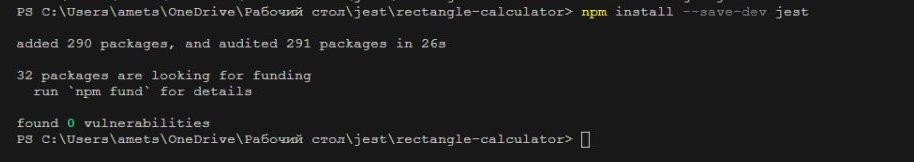 PS C:\Users\amets\OneDrive\Рабочий стол\jest\rectangle-calculator> npm install --save-dev jest
added 290 packages, and audited 291 packages in 26s
32 packages are looking for funding
run `npm fund` for details
found 0 vulnerabilities
PS C:\Users\amets\OneDrive\Рабочий стол\jest\rectangle-calculator>